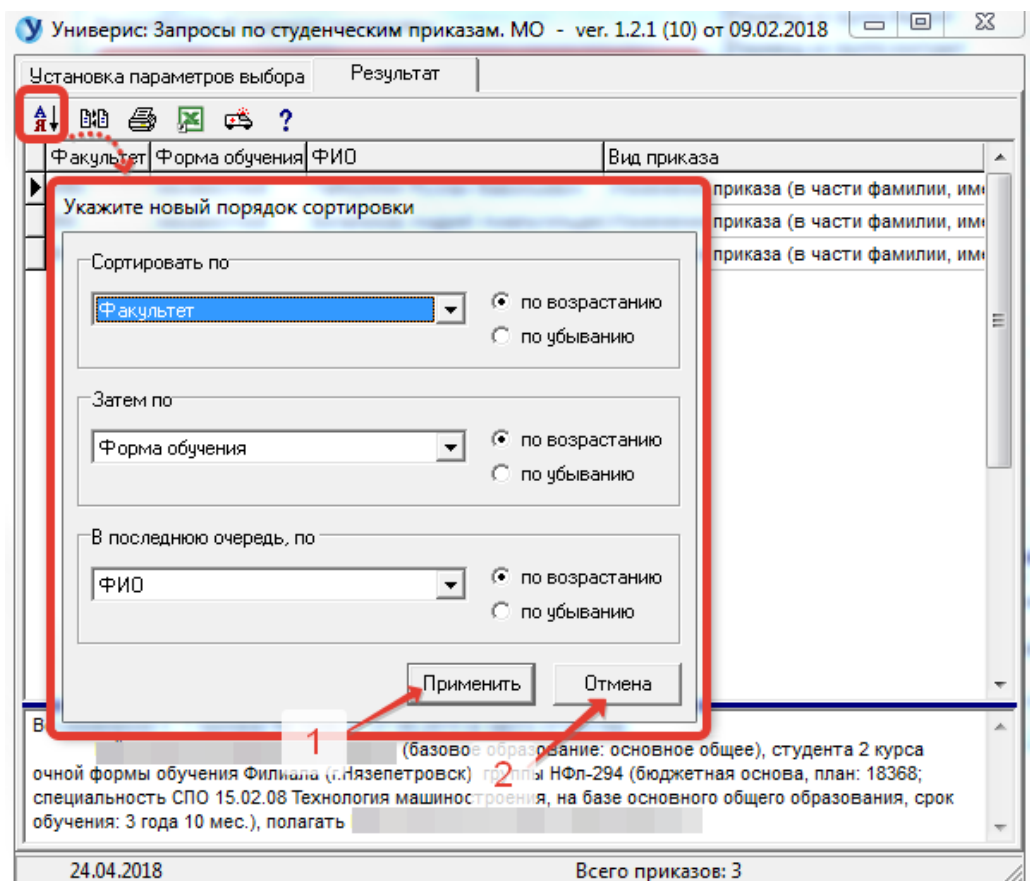 Универис: Запросы по студенческим приказам. МО - ver. 1.2.1 (10) от 09.02.2018
Установка параметров выбора Результат
А Я ?
Факультет Форма обучения ФИО Вид приказа
приказа (в части фамилии, им
Укажите новый порядок сортировки
приказа (в части фамилии, им
Сортировать по
приказа (в части фамилии, им
Факультет по возрастанию
по убыванию
Затем по
Форма обучения по возрастанию
по убыванию
В последнюю очередь, по
ФИО по возрастанию
по убыванию
Применить Отмена
1
(базовое образование: основное общее), студента 2 курса
2
очной формы обучения Филиала (г.Нязепетровск) группы НФл-294 (бюджетная основа, план: 18368;
специальность СПО 15.02.08 Технология машиностроения, на базе основного общего образования, срок
обучения: 3 года 10 мес.), полагать
24.04.2018 Всего приказов: 3